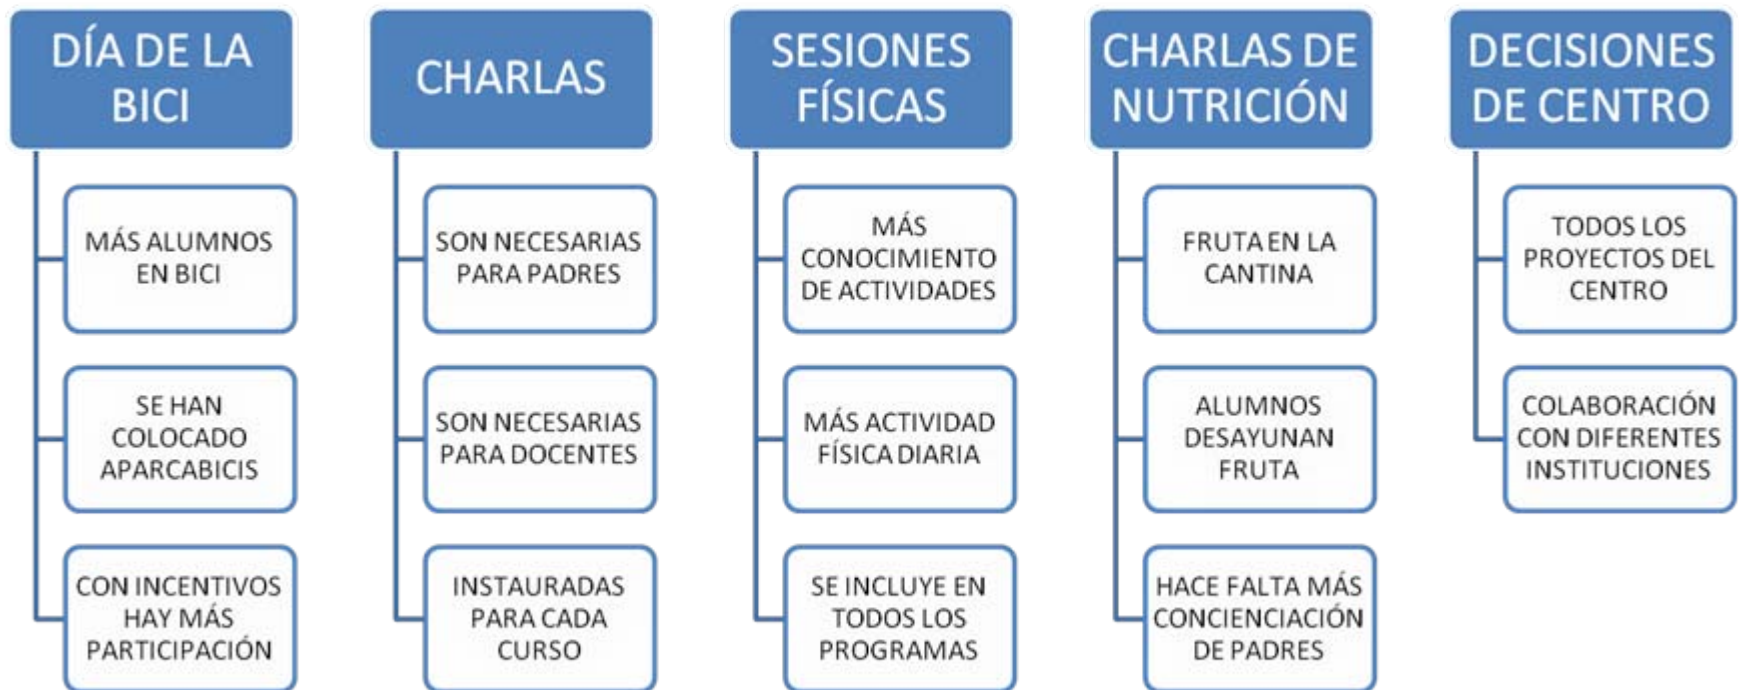 DÍA DE LA
BICI
MÁS ALUMNOS
EN BICI
SE HAN
COLOCADO
APARCABICIS
CON INCENTIVOS
HAY MÁS
PARTICIPACIÓN
CHARLAS
SON NECESARIAS
PARA PADRES
SON NECESARIAS
PARA DOCENTES
INSTAURADAS
PARA CADA
CURSO
SESIONES
FÍSICAS
MÁS
CONOCIMIENTO
DE ACTIVIDADES
MÁS ACTIVIDAD
FÍSICA DIARIA
SE INCLUYE EN
TODOS LOS
PROGRAMAS
CHARLAS DE
NUTRICIÓN
FRUTA EN LA
CANTINA
ALUMNOS
DESAYUNAN
FRUTA
HACE FALTA MÁS
CONCIENCIACIÓN
DE PADRES
DECISIONES
DE CENTRO
TODOS LOS
PROYECTOS DEL
CENTRO
COLABORACIÓN
CON DIFERENTES
INSTITUCIONES